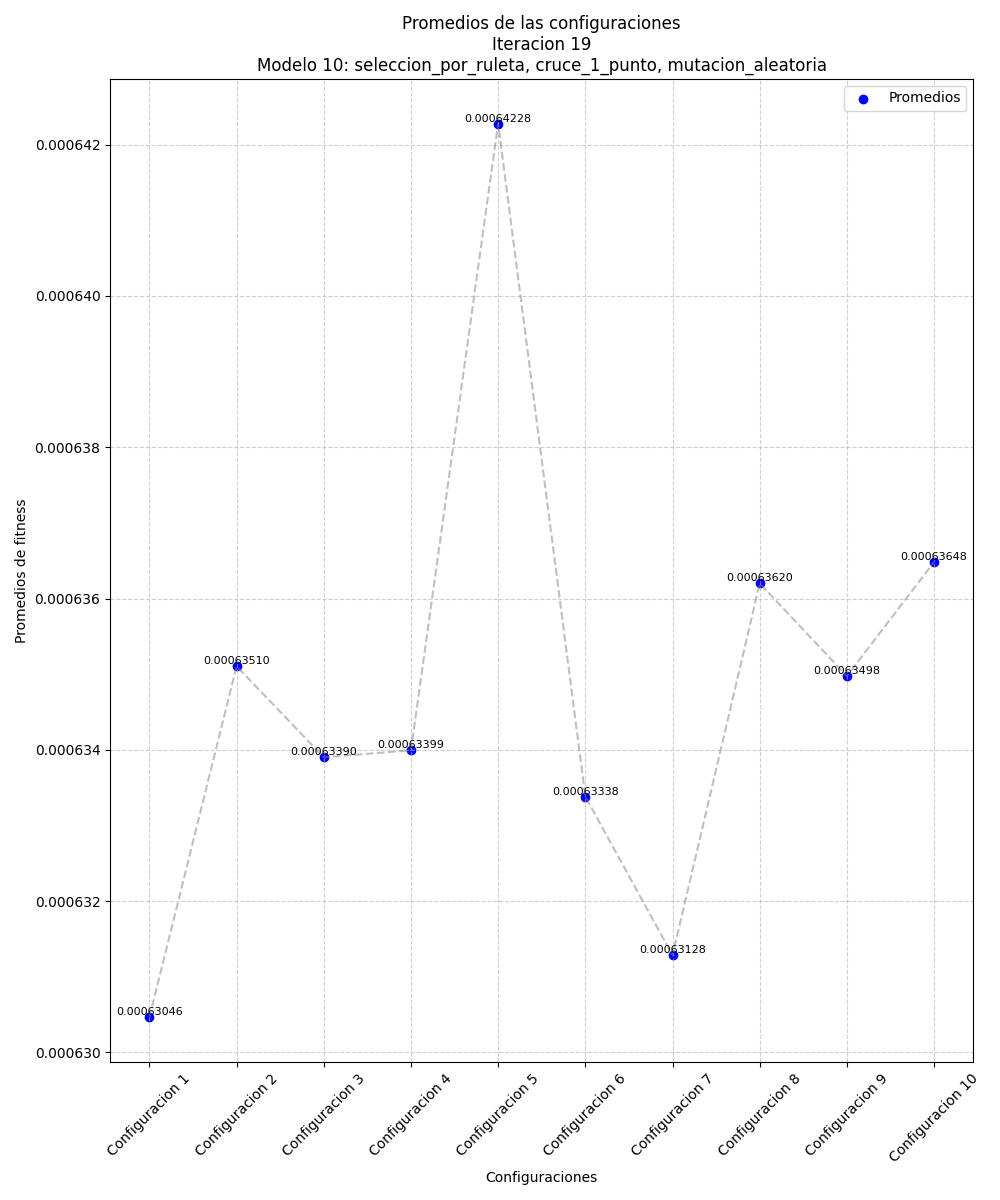 Promedios de las configuraciones
Iteracion 19
Modelo 10: seleccion_por_ruleta, cruce_1_punto, mutacion_aleatoria
Promedios
0.000642
0.000640
0.000638
0.000636
0.000634
0.000632
0.000630
Promedios de fitness
0.00063046
0.00063510
0.00063390
0.00063399
0.00064228
0.00063338
0.00063128
0.00063620
0.00063498
0.00063648
Configuracion 1
Configuracion 2
Configuracion 3
Configuracion 4
Configuracion 5
Configuracion 6
Configuracion 7
Configuracion 8
Configuracion 9
Configuracion 10
Configuraciones